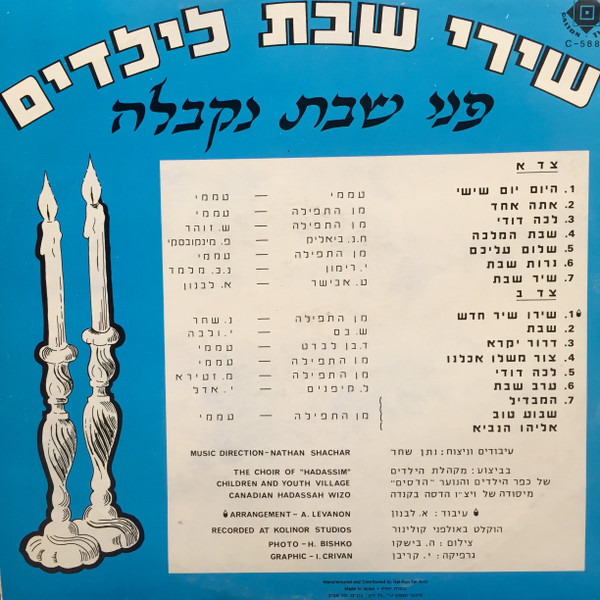 C-588
שירי שבת לילדים
פני שבת נקבלה
צד א
1. היום יום שישי עממי — עממי
2. אתה אחד מן התפילה — עממי
3. לכה דודי מן התפילה — ש. זוהר
4. שבת המלכה ח.נ. ביאליק — פ. מינקובסקי
5. שלום עליכם מן התפילה — עממי
6. נרות שבת י. רימון — נ.כ. מלמד
7. שיר שבת ט. אבישר — א. לבנון
צד ב
1. שירו שיר חדש מן התפילה — נ. שחר
2. שבת ש. בס — י. ולבה
3. דרור יקרא ד. בן לברט — עממי
4. צור משלו אכלנו מן התפילה — עממי
5. לכה דודי מן התפילה — מ. זעירא
6. ערב שבת ל. מיפנים — י. אדל
7. המבדיל
שבוע טוב מן התפילה — עממי
אליהו הנביא
עיבודים וניצוח: נתן שחר
MUSIC DIRECTION - NATHAN SHACHAR
בביצוע: מקהלת הילדים
THE CHOIR OF "HADASSIM"
של כפר הילדים והנוער "הדסים"
CHILDREN AND YOUTH VILLAGE
מיסודה של ויצ"ו הדסה בקנדה
CANADIAN HADASSAH WIZO
עיבוד: א. לבנון
ARRANGEMENT - A. LEVANON
הוקלט באולפני קולינור
RECORDED AT KOLINOR STUDIOS
צילום: ה. בישקו
PHOTO - H. BISHKO
גרפיקה: י. קריבן
GRAPHIC - I. CRIVAN